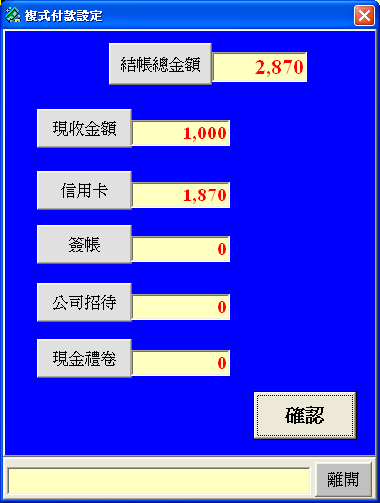 複式付款設定
結帳總金額 2,870
現收金額 1,000
信用卡 1,870
簽帳 0
公司招待 0
現金禮卷 0
確認
離開